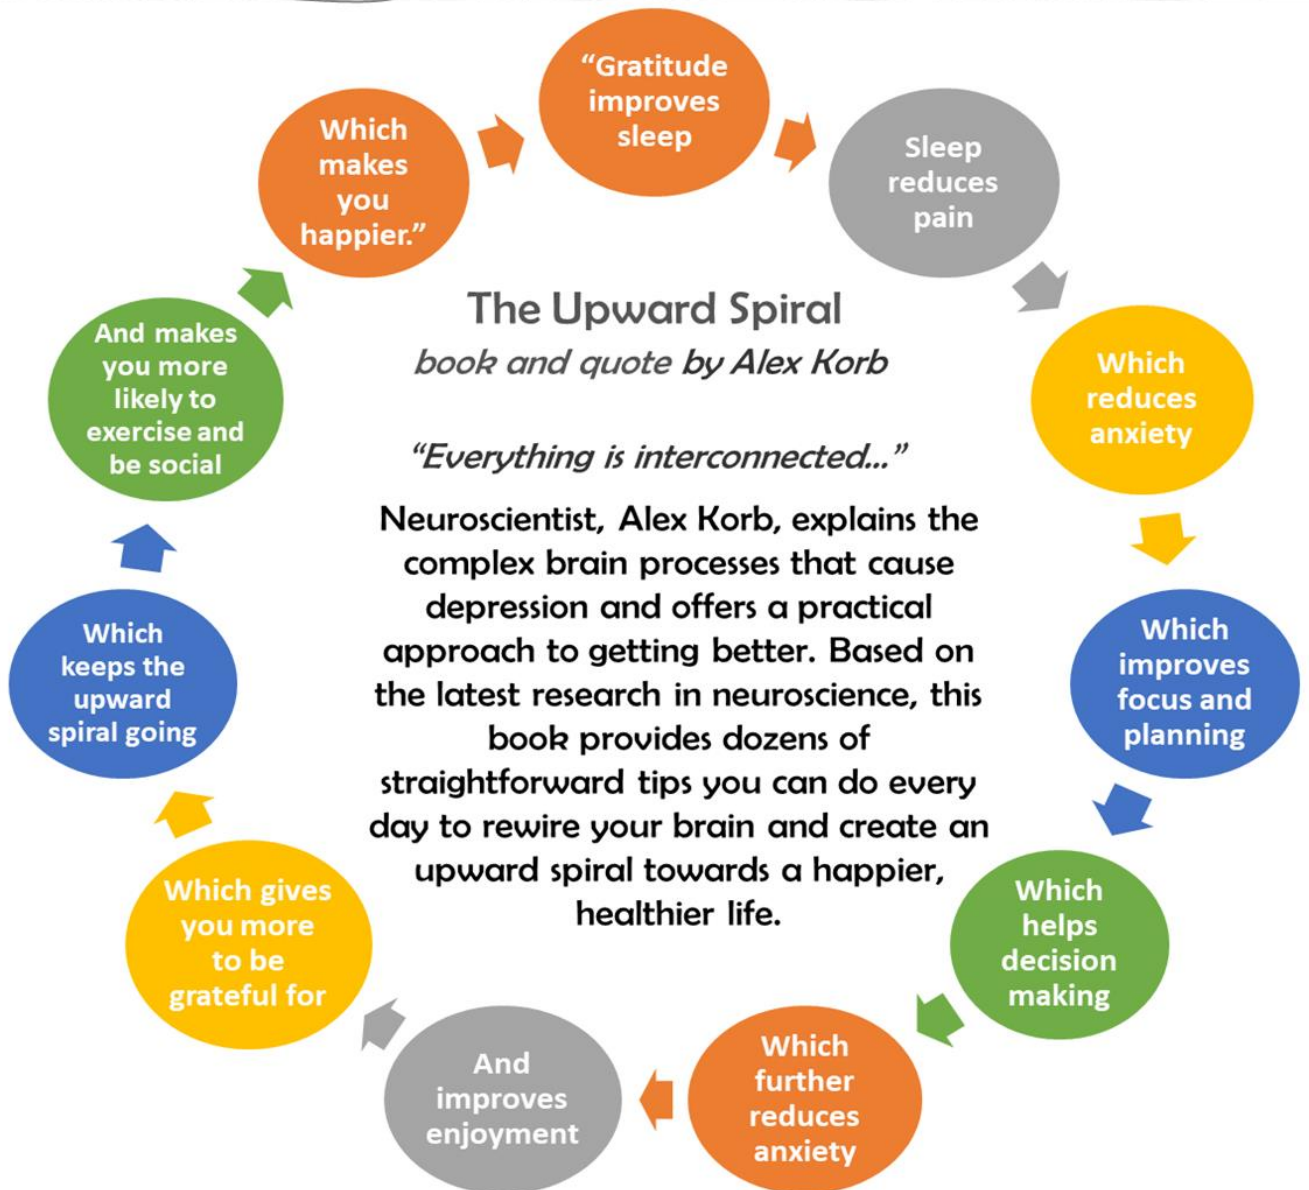 “Gratitude
improves
sleep
Sleep
reduces
pain
Which
reduces
anxiety
Which
improves
focus and
planning
Which
helps
decision
making
Which
further
reduces
anxiety
And
improves
enjoyment
Which gives
you more
to be
grateful for
Which
keeps the
upward
spiral going
And makes
you more
likely to
exercise and
be social
Which
makes
you
happier.”
The Upward Spiral
book and quote by Alex Korb
“Everything is interconnected...”
Neuroscientist, Alex Korb, explains the
complex brain processes that cause
depression and offers a practical
approach to getting better. Based on
the latest research in neuroscience, this
book provides dozens of
straightforward tips you can do every
day to rewire your brain and create an
upward spiral towards a happier,
healthier life.